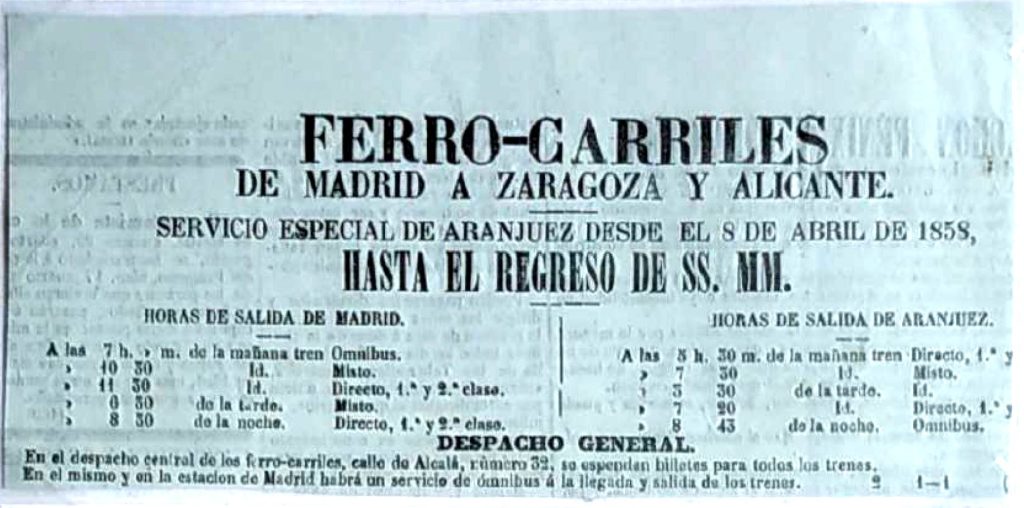 FERRO-CARRILES
DE MADRID A ZARAGOZA Y ALICANTE.
SERVICIO ESPECIAL DE ARANJUEZ DESDE EL 8 DE ABRIL DE 1858,
HASTA EL REGRESO DE SS. MM.
HORAS DE SALIDA DE MADRID.
A las 7 h. » m. de la mañana tren Omnibus.
» 10 30 Id. Misto.
» 11 30 Id. Directo, 1.ª y 2.ª clase.
» 6 30 de la tarde. Misto.
» 8 30 de la noche. Directo, 1.ª y 2.ª clase.
HORAS DE SALIDA DE ARANJUEZ.
A las h. 30 m. de la mañana tren Directo, 1.ª y
» 7 30 Id. Misto.
» 3 30 de la tarde. Id.
» 7 20 Id. Directo, 1.ª y
» 8 43 de la noche. Omnibus.
DESPACHO GENERAL.
En el despacho central de los ferro-carriles, calle de Alcalá, número 32, se espenden billetes para todos los trenes.
En el mismo y en la estacion de Madrid habrá un servicio de ómnibus á la llegada y salida de los trenes. 2 1—1